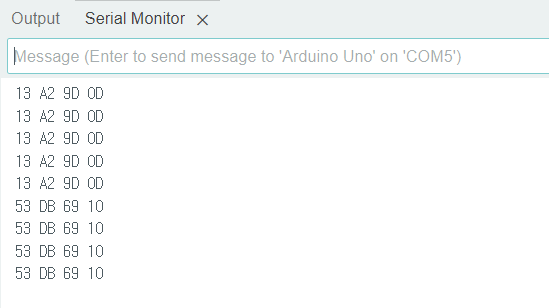 Output Serial Monitor ×
Message (Enter to send message to 'Arduino Uno' on 'COM5')
13 A2 9D 0D
13 A2 9D 0D
13 A2 9D 0D
13 A2 9D 0D
13 A2 9D 0D
53 DB 69 10
53 DB 69 10
53 DB 69 10
53 DB 69 10